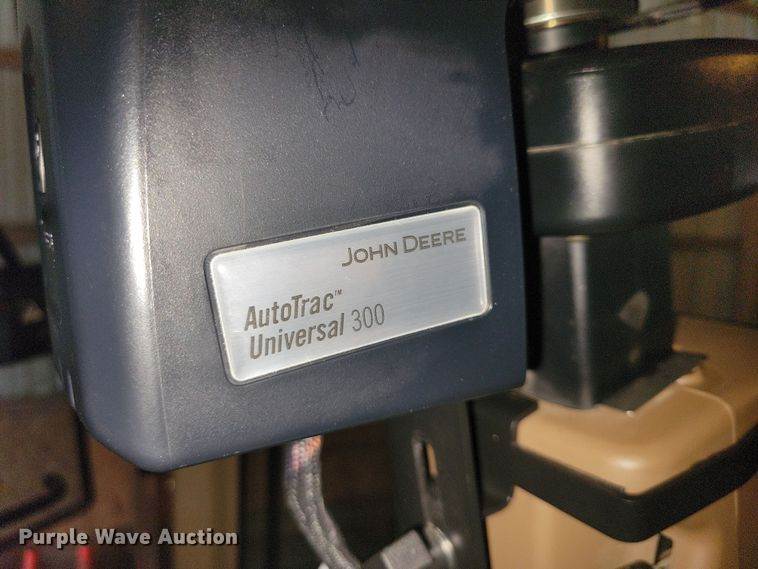 JOHN DEERE
AutoTrac™
Universal 300
Purple Wave Auction